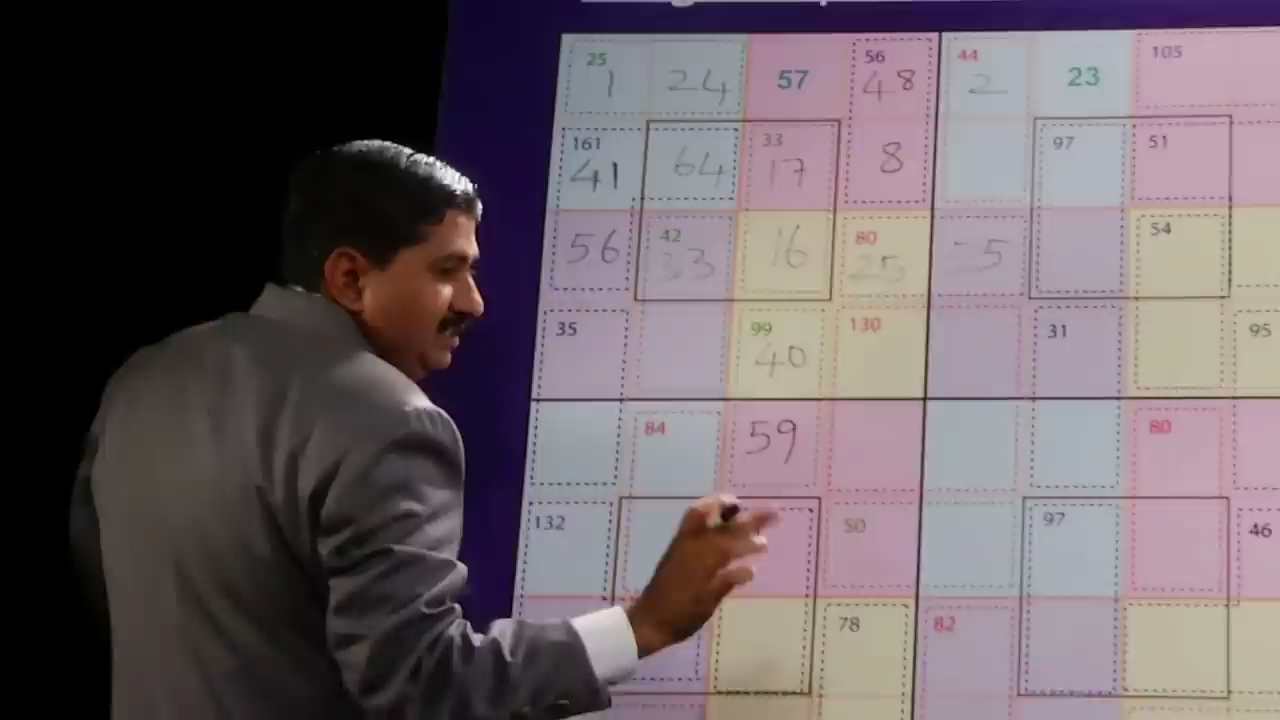 25 56 44 105
1 24 57 48 2 23
161 33 97 51
41 64 17 8
42 80 54
56 33 16 25 55
35 99 130 31 95
40
84 59 80
132 50 97 46
78 82